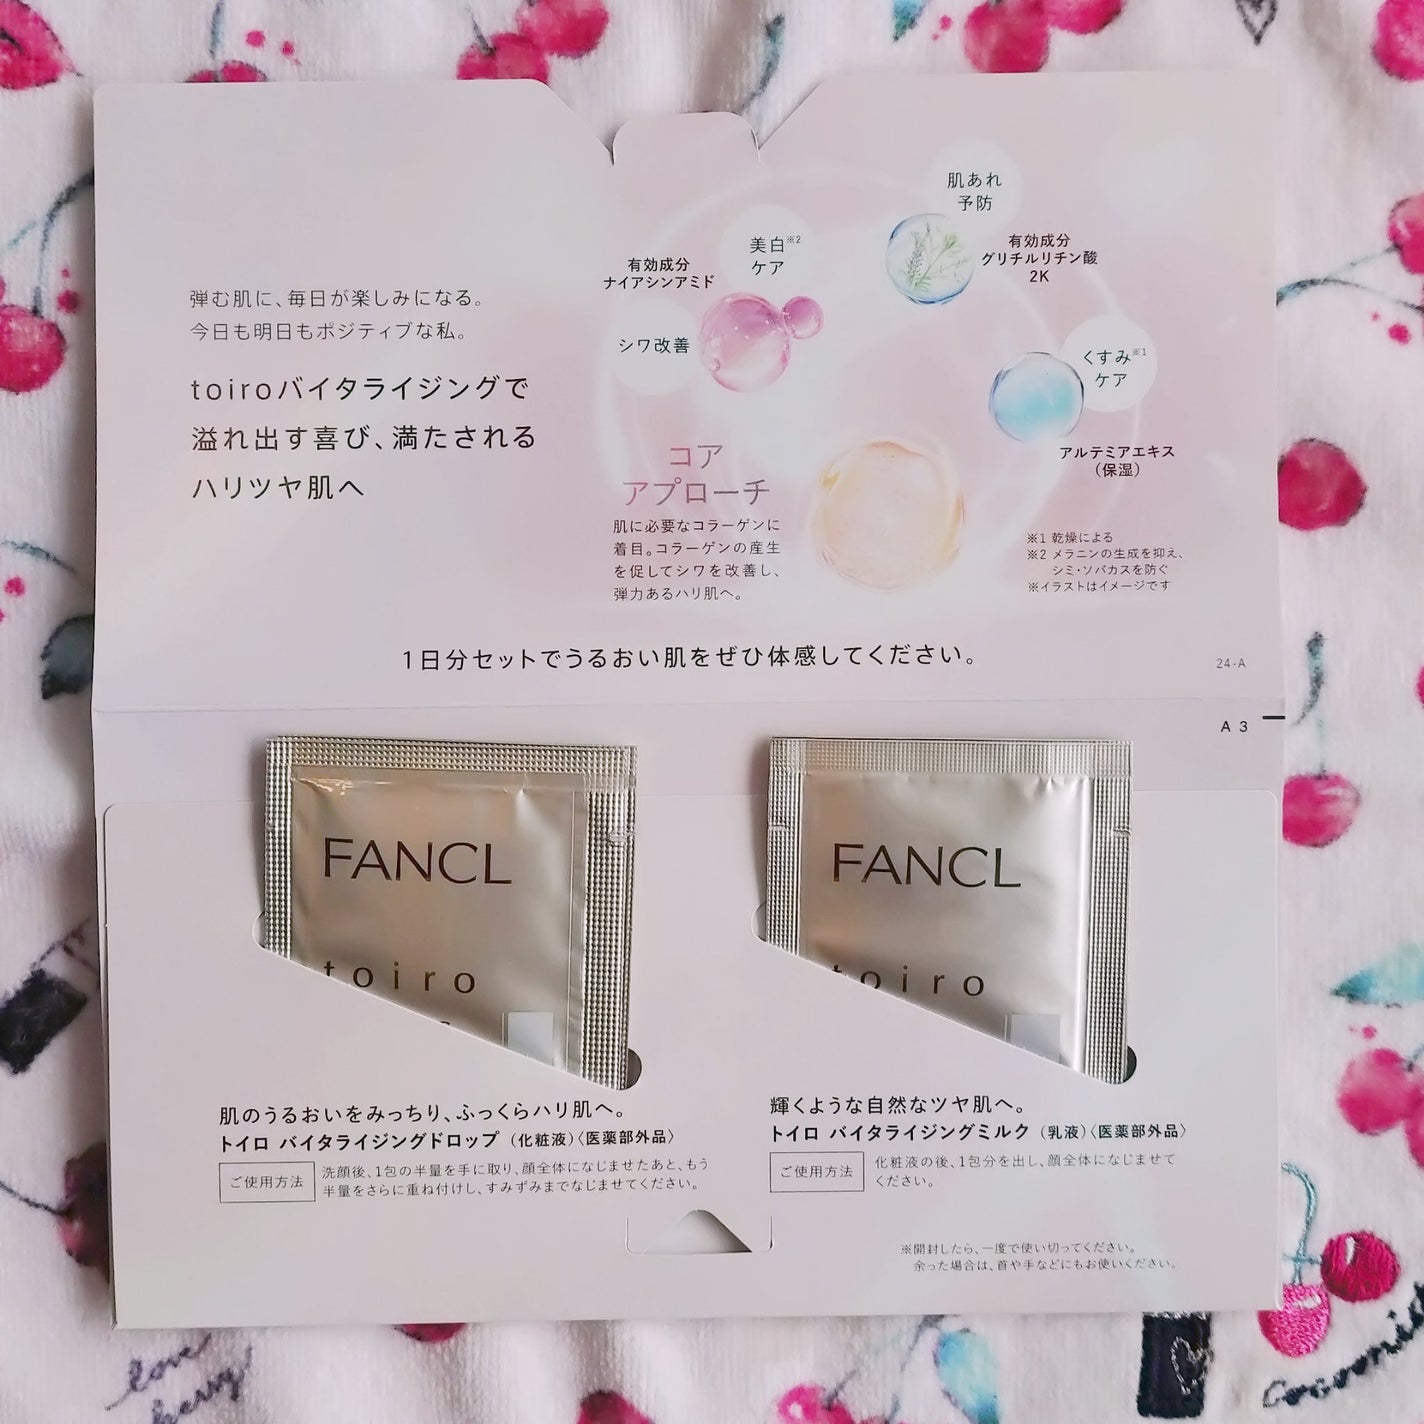 弾む肌に、毎日が楽しみになる。
今日も明日もポジティブな私。
toiroバイタライジングで
溢れ出す喜び、満たされる
ハリツヤ肌へ
肌あれ
予防
有効成分
グリチルリチン酸
2K
美白※2
ケア
有効成分
ナイアシンアミド
シワ改善
くすみ※1
ケア
アルテミアエキス
（保湿）
コア
アプローチ
肌に必要なコラーゲンに
着目。コラーゲンの産生
を促してシワを改善し、
弾力あるハリ肌へ。
※1 乾燥による
※2 メラニンの生成を抑え、
シミ・ソバカスを防ぐ
※イラストはイメージです
1日分セットでうるおい肌をぜひ体感してください。
24-A
A 3
FANCL
toiro
FANCL
toiro
肌のうるおいをみっちり、ふっくらハリ肌へ。
トイロ バイタライジングドロップ（化粧液）〈医薬部外品〉
ご使用方法
洗顔後、1包の半量を手に取り、顔全体になじませたあと、もう
半量をさらに重ね付けし、すみずみまでなじませてください。
輝くような自然なツヤ肌へ。
トイロ バイタライジングミルク（乳液）〈医薬部外品〉
ご使用方法
化粧液の後、1包分を出し、顔全体になじませて
ください。
※開封したら、一度で使い切ってください。
余った場合は、首や手などにもお使いください。
love
cherry